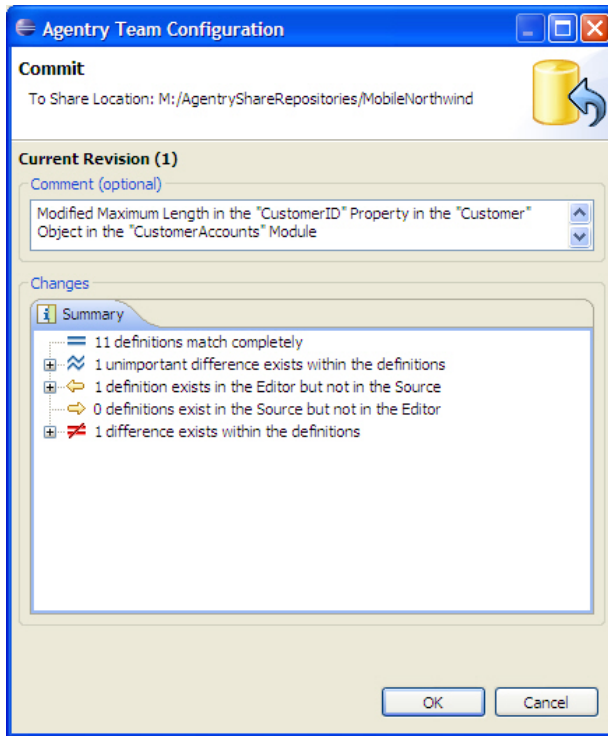 Agentry Team Configuration
Commit
To Share Location: M:/AgentryShareRepositories/MobileNorthwind
Current Revision (1)
Comment (optional)
Modified Maximum Length in the "CustomerID" Property in the "Customer"
Object in the "CustomerAccounts" Module
Changes
Summary
11 definitions match completely
1 unimportant difference exists within the definitions
1 definition exists in the Editor but not in the Source
0 definitions exist in the Source but not in the Editor
1 difference exists within the definitions
OK Cancel